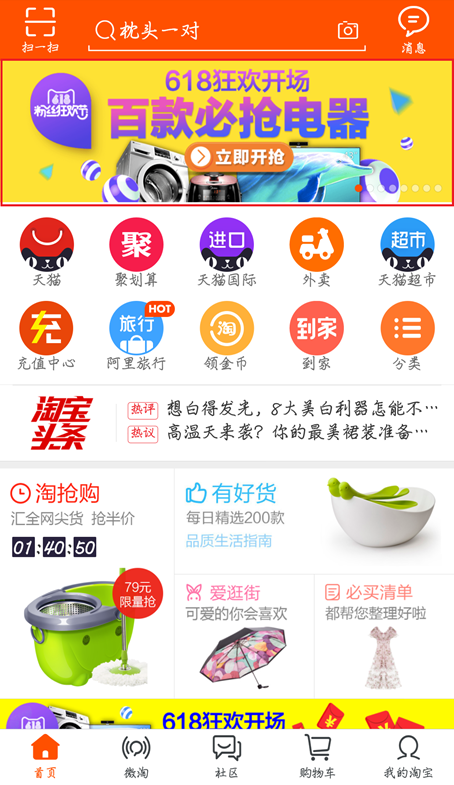 枕头一对
扫一扫
消息
618
粉丝狂欢节
618狂欢开场
百款必抢电器
立即开抢
聚
进口
超市
天猫
聚划算
天猫国际
外卖
天猫超市
充
旅行
HOT
淘
到家
充值中心
阿里旅行
领金币
到家
分类
淘宝
头条
热评 想白得发光，8大美白利器怎能不…
热议 高温天来袭？你的最美裙装准备…
淘抢购
汇全网尖货 抢半价
01:40:50
79元
限量抢
有好货
每日精选200款
品质生活指南
爱逛街
可爱的你会喜欢
必买清单
都帮您整理好啦
618
618狂欢开场
首页
微淘
社区
购物车
我的淘宝